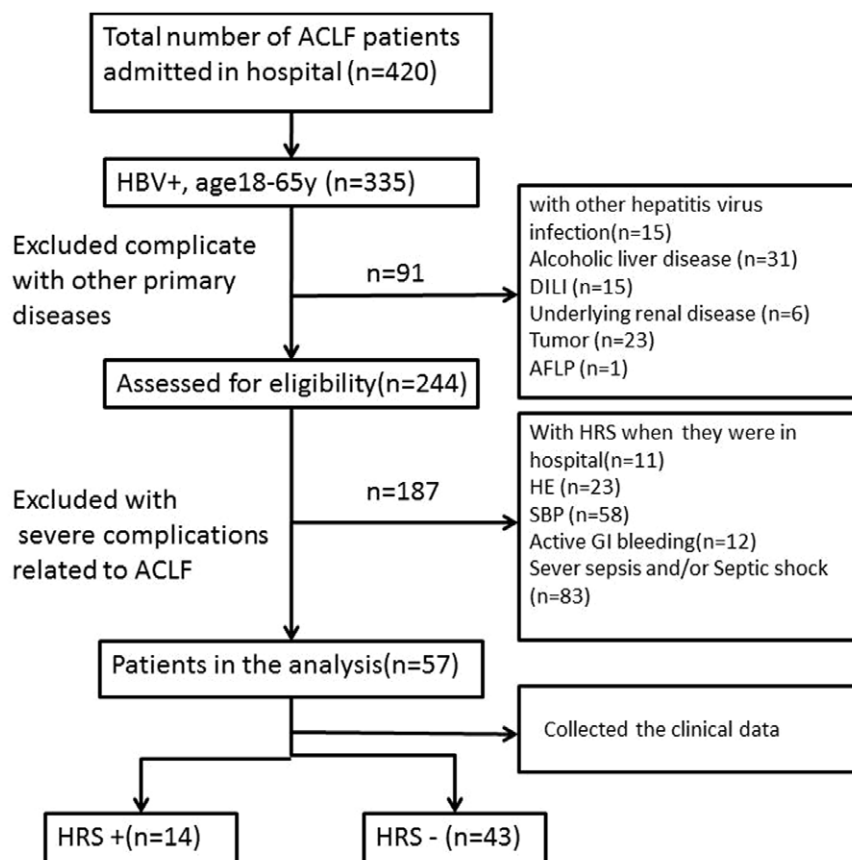 Total number of ACLF patients
admitted in hospital (n=420)
HBV+, age18-65y (n=335)
Excluded complicate
with other primary
diseases
n=91
with other hepatitis virus
infection(n=15)
Alcoholic liver disease (n=31)
DILI (n=15)
Underlying renal disease (n=6)
Tumor (n=23)
AFLP (n=1)
Assessed for eligibility(n=244)
Excluded with
severe complications
related to ACLF
n=187
With HRS when they were in
hospital(n=11)
HE (n=23)
SBP (n=58)
Active GI bleeding(n=12)
Sever sepsis and/or Septic shock
(n=83)
Patients in the analysis(n=57)
Collected the clinical data
HRS +(n=14)
HRS - (n=43)